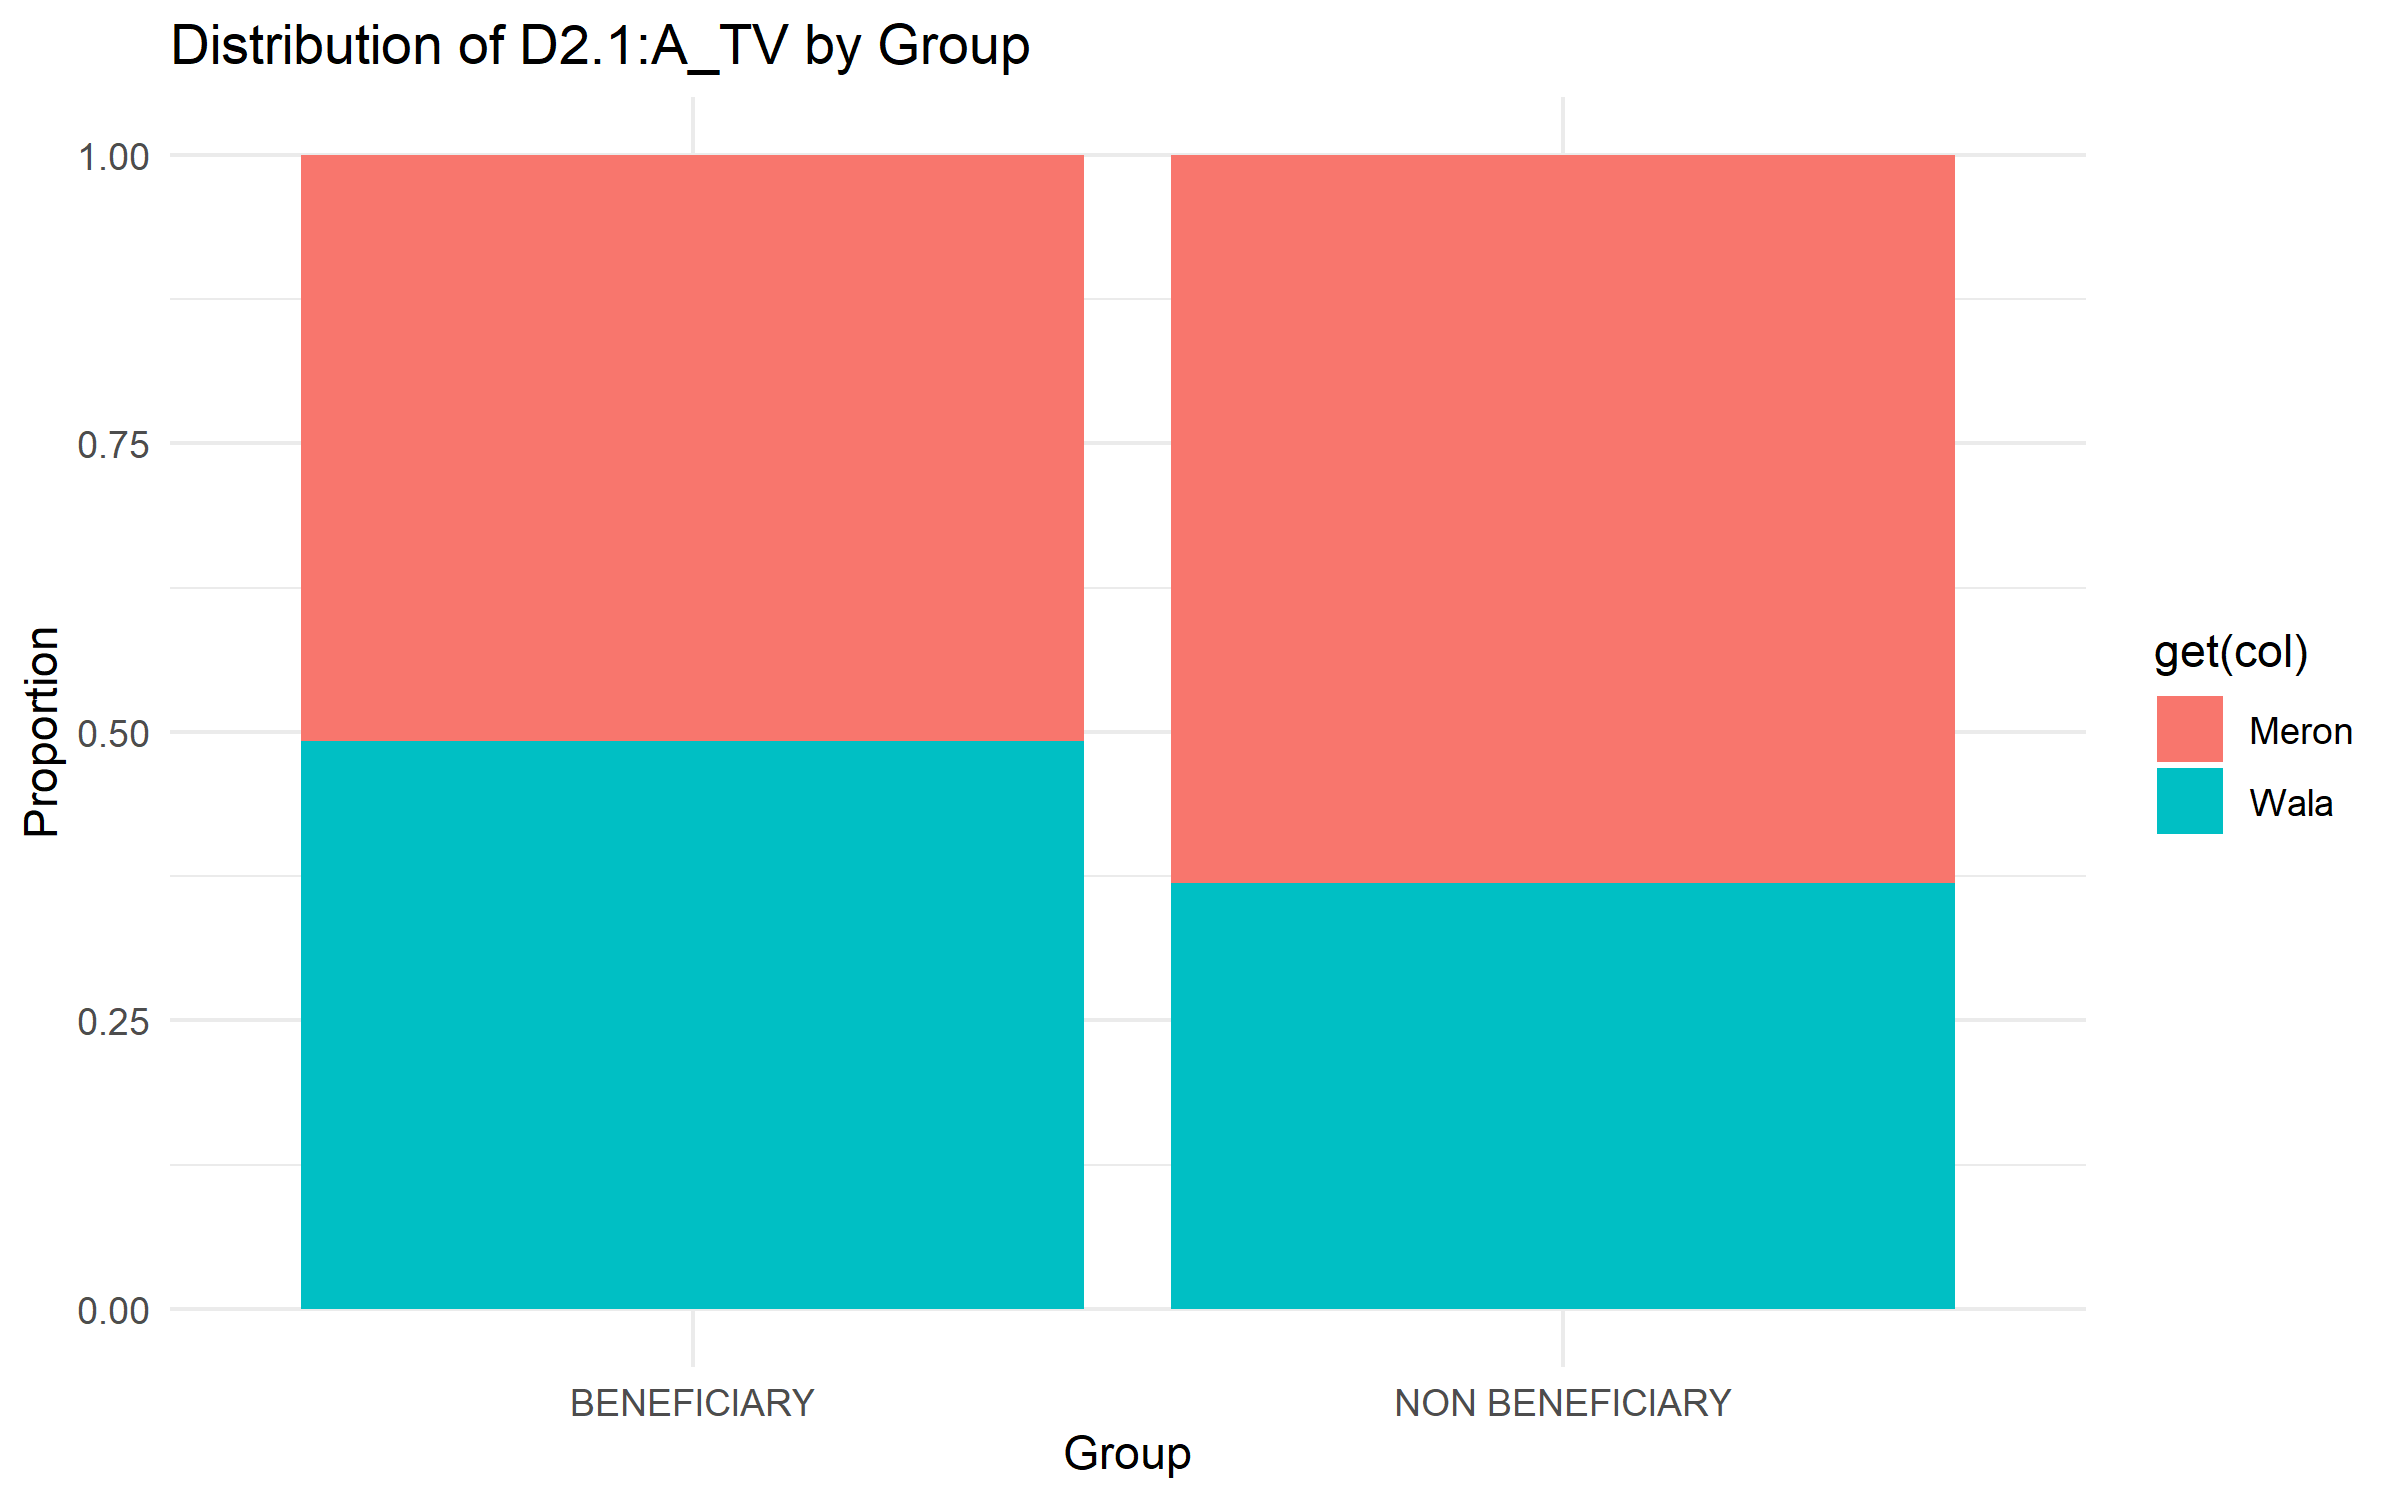 Distribution of D2.1:A_TV by Group
1.00
0.75
0.50
0.25
0.00
Proportion
BENEFICIARY
NON BENEFICIARY
Group
get(col)
Meron
Wala